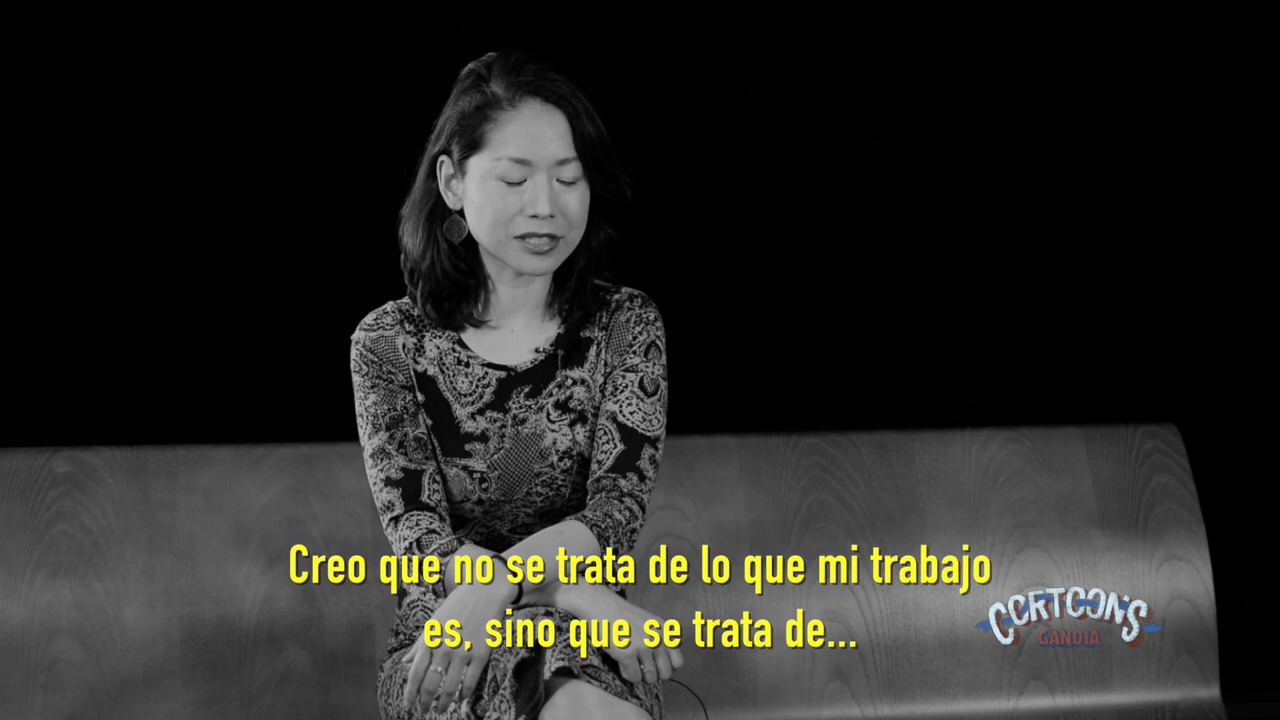 Creo que no se trata de lo que mi trabajo
es, sino que se trata de...
CORTOONS
GANDIA